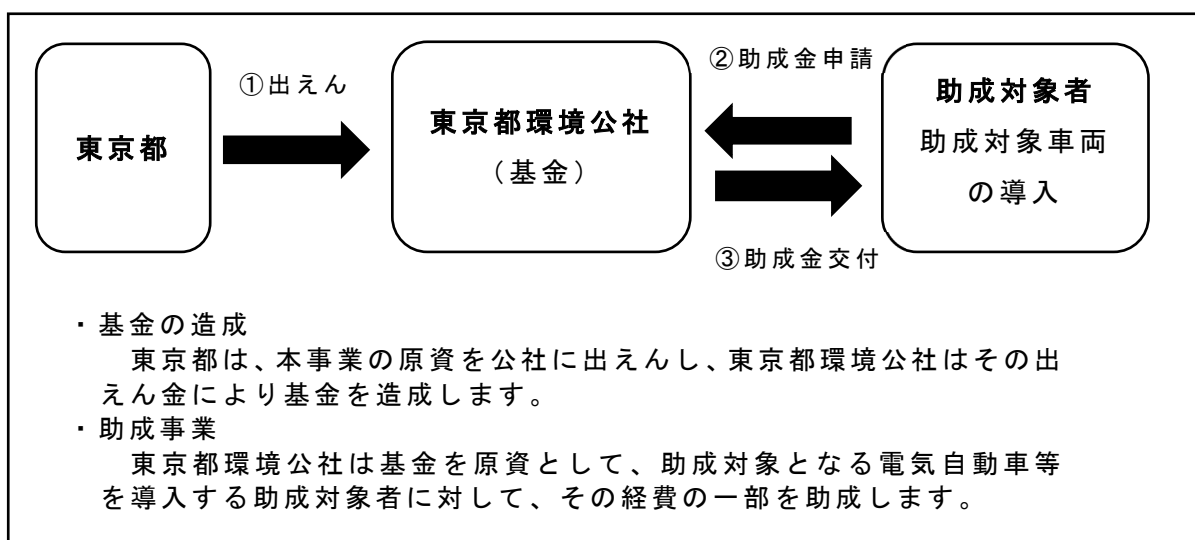 東京都
①出えん
東京都環境公社
（基金）
②助成金申請
③助成金交付
助成対象者
助成対象車両
の導入
・基金の造成
東京都は、本事業の原資を公社に出えんし、東京都環境公社はその出
えん金により基金を造成します。
・助成事業
東京都環境公社は基金を原資として、助成対象となる電気自動車等
を導入する助成対象者に対して、その経費の一部を助成します。